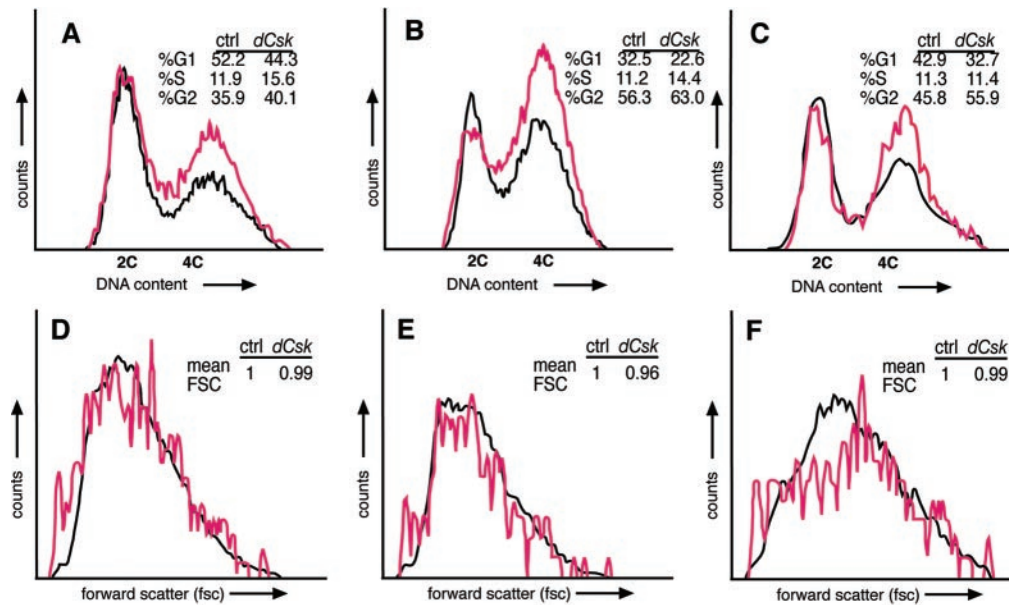 A
ctrl dCsk
%G1 52.2 44.3
%S 11.9 15.6
%G2 35.9 40.1
counts
2C 4C
DNA content
B
ctrl dCsk
%G1 32.5 22.6
%S 11.2 14.4
%G2 56.3 63.0
counts
2C 4C
DNA content
C
ctrl dCsk
%G1 42.9 32.7
%S 11.3 11.4
%G2 45.8 55.9
counts
2C 4C
DNA content
D
ctrl dCsk
mean 1 0.99
FSC
counts
forward scatter (fsc)
E
ctrl dCsk
mean 1 0.96
FSC
counts
forward scatter (fsc)
F
ctrl dCsk
mean 1 0.99
FSC
counts
forward scatter (fsc)